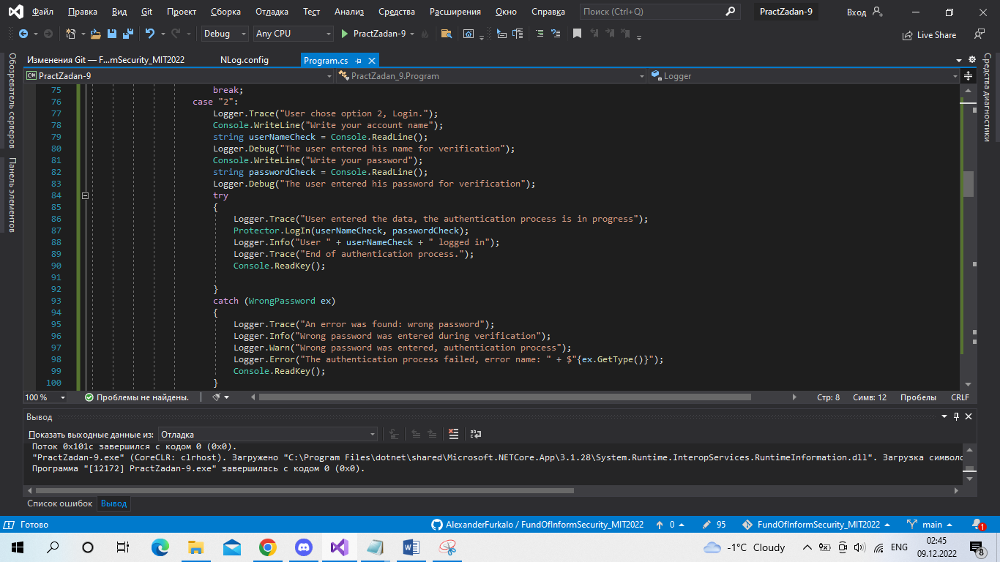 Файл Правка Вид Git Проект Сборка Отладка Тест Анализ Средства Расширения Окно Справка Поиск (Ctrl+Q) PractZadan-9 Вход
Debug Any CPU PractZadan-9 Live Share
Обозреватель серверов
Панель элементов
Средства диагностики
Изменения Git — F...mSecurity_MIT2022 NLog.config Program.cs
C# PractZadan-9 PractZadan_9.Program Logger
75 break;
76 case "2":
77 Logger.Trace("User chose option 2, Login.");
78 Console.WriteLine("Write your account name");
79 string userNameCheck = Console.ReadLine();
80 Logger.Debug("The user entered his name for verification");
81 Console.WriteLine("Write your password");
82 string passwordCheck = Console.ReadLine();
83 Logger.Debug("The user entered his password for verification");
84 try
85 {
86 Logger.Trace("User entered the data, the authentication process is in progress");
87 Protector.LogIn(userNameCheck, passwordCheck);
88 Logger.Info("User " + userNameCheck + " logged in");
89 Logger.Trace("End of authentication process.");
90 Console.ReadKey();
91
92 }
93 catch (WrongPassword ex)
94 {
95 Logger.Trace("An error was found: wrong password");
96 Logger.Info("Wrong password was entered during verification");
97 Logger.Warn("Wrong password was entered, authentication process");
98 Logger.Error("The authentication process failed, error name: " + $"{ex.GetType()}");
99 Console.ReadKey();
100 }
100 % Проблемы не найдены. Стр: 8 Симв: 12 Пробелы CRLF
Вывод
Показать выходные данные из: Отладка
Поток 0x101c завершился с кодом 0 (0x0).
"PractZadan-9.exe" (CoreCLR: clrhost). Загружено "C:\Program Files\dotnet\shared\Microsoft.NETCore.App\3.1.28\System.Runtime.InteropServices.RuntimeInformation.dll". Загрузка символо
Программа "[12172] PractZadan-9.exe" завершилась с кодом 0 (0x0).
Список ошибок Вывод
Готово AlexanderFurkalo / FundOfInformSecurity_MIT2022 0 95 FundOfInformSecurity_MIT2022 main 1
-1°C Cloudy ENG 02:45
09.12.2022 8